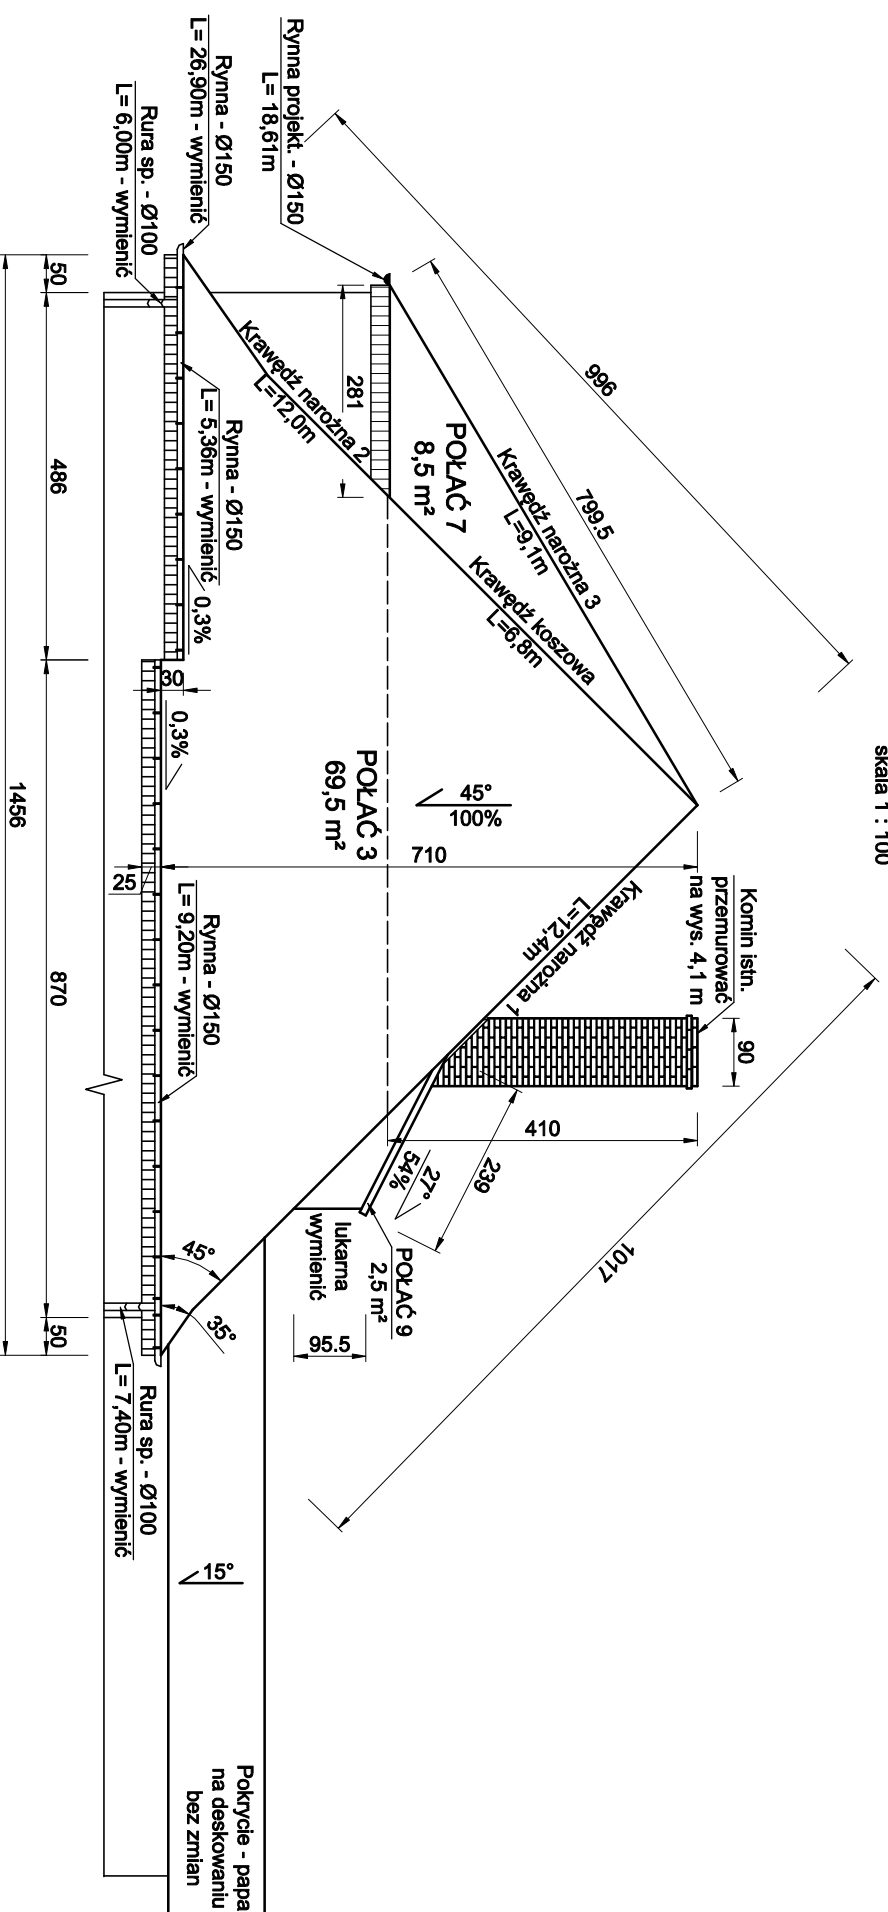 skala 1 : 100
Rynna projekt. - Ø150
L= 18,61m
Rynna - Ø150
L= 26,90m - wymienić
Rura sp. - Ø100
L= 6,00m - wymienić
996
799.5
Krawędź narożna 3
L=9,1m
POŁAĆ 7
8,5 m²
281
Krawędź narożna 2
L=12,0m
Krawędź koszowa
L=6,8m
Rynna - Ø150
L= 5,36m - wymienić
0,3%
30
0,3%
POŁAĆ 3
69,5 m²
45°
100%
710
25
Rynna - Ø150
L= 9,20m - wymienić
Krawędź narożna 1
L=12,4m
Komin istn.
przemurować
na wys. 4,1 m
90
410
239
27°
54%
1017
POŁAĆ 9
2,5 m²
lukarna
wymienić
95.5
45°
35°
Rura sp. - Ø100
L= 7,40m - wymienić
15°
Pokrycie - papa
na deskowaniu
bez zmian
50
486
870
50
1456